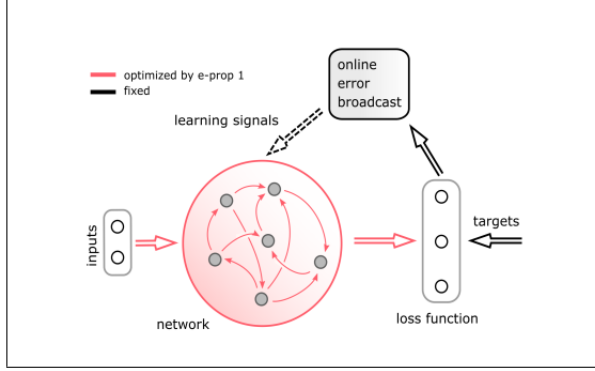 online
error
broadcast
optimized by e-prop 1
fixed
learning signals
inputs
targets
network
loss function